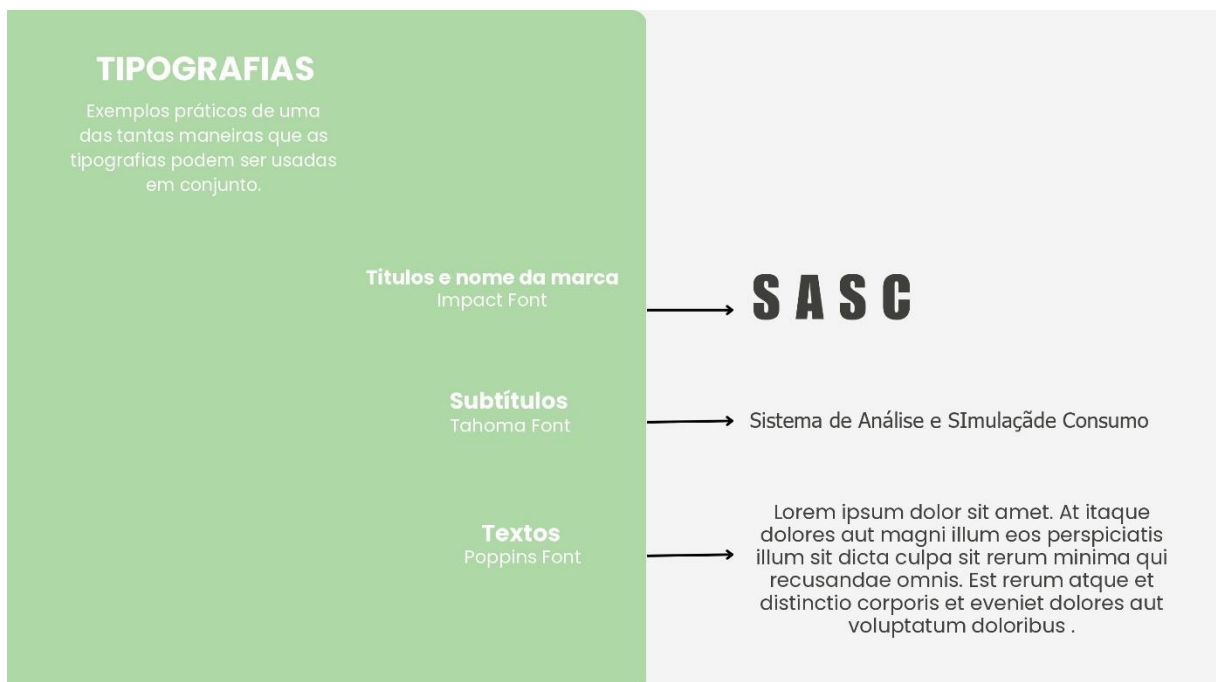 TIPOGRAFIAS
Exemplos práticos de uma
das tantas maneiras que as
tipografias podem ser usadas
em conjunto.
Titulos e nome da marca
Impact Font
SASC
Subtítulos
Tahoma Font
Sistema de Análise e SImulaçãde Consumo
Textos
Poppins Font
Lorem ipsum dolor sit amet. At itaque
dolores aut magni illum eos perspiciatis
illum sit dicta culpa sit rerum minima qui
recusandae omnis. Est rerum atque et
distinctio corporis et eveniet dolores aut
voluptatum doloribus .